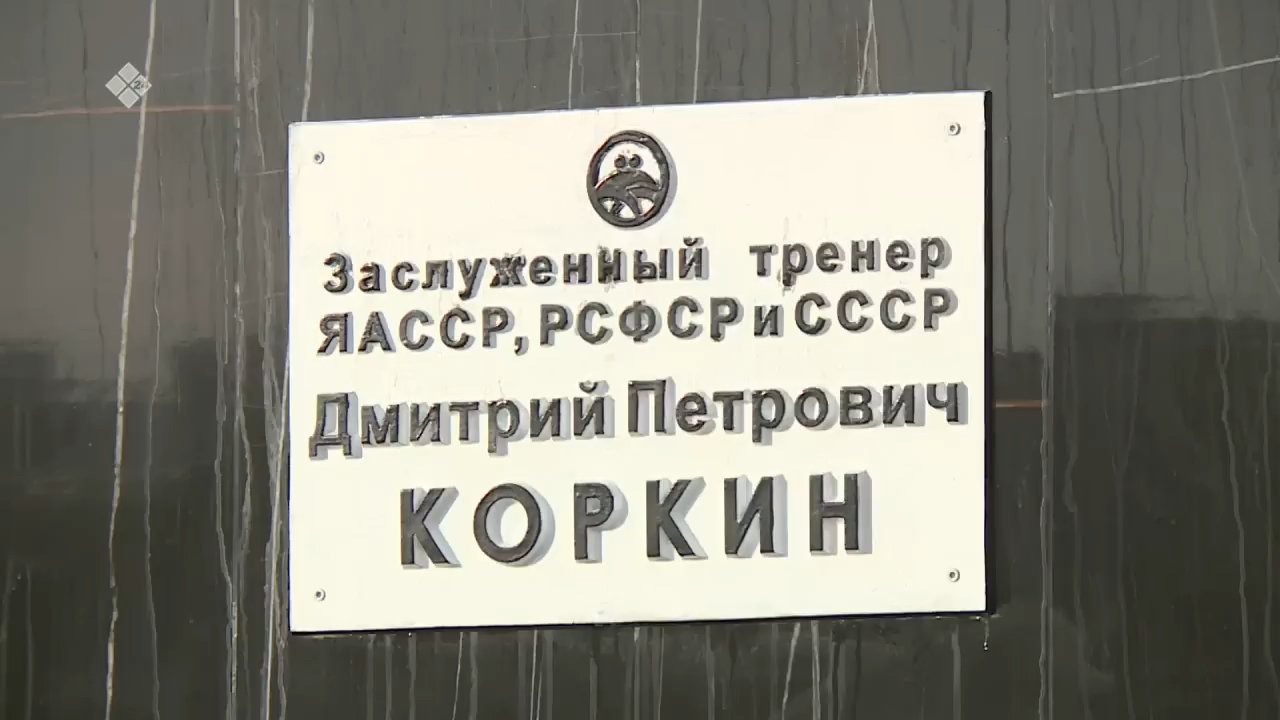 Заслуженный тренер
ЯАССР, РСФСР и СССР
Дмитрий Петрович
КОРКИН